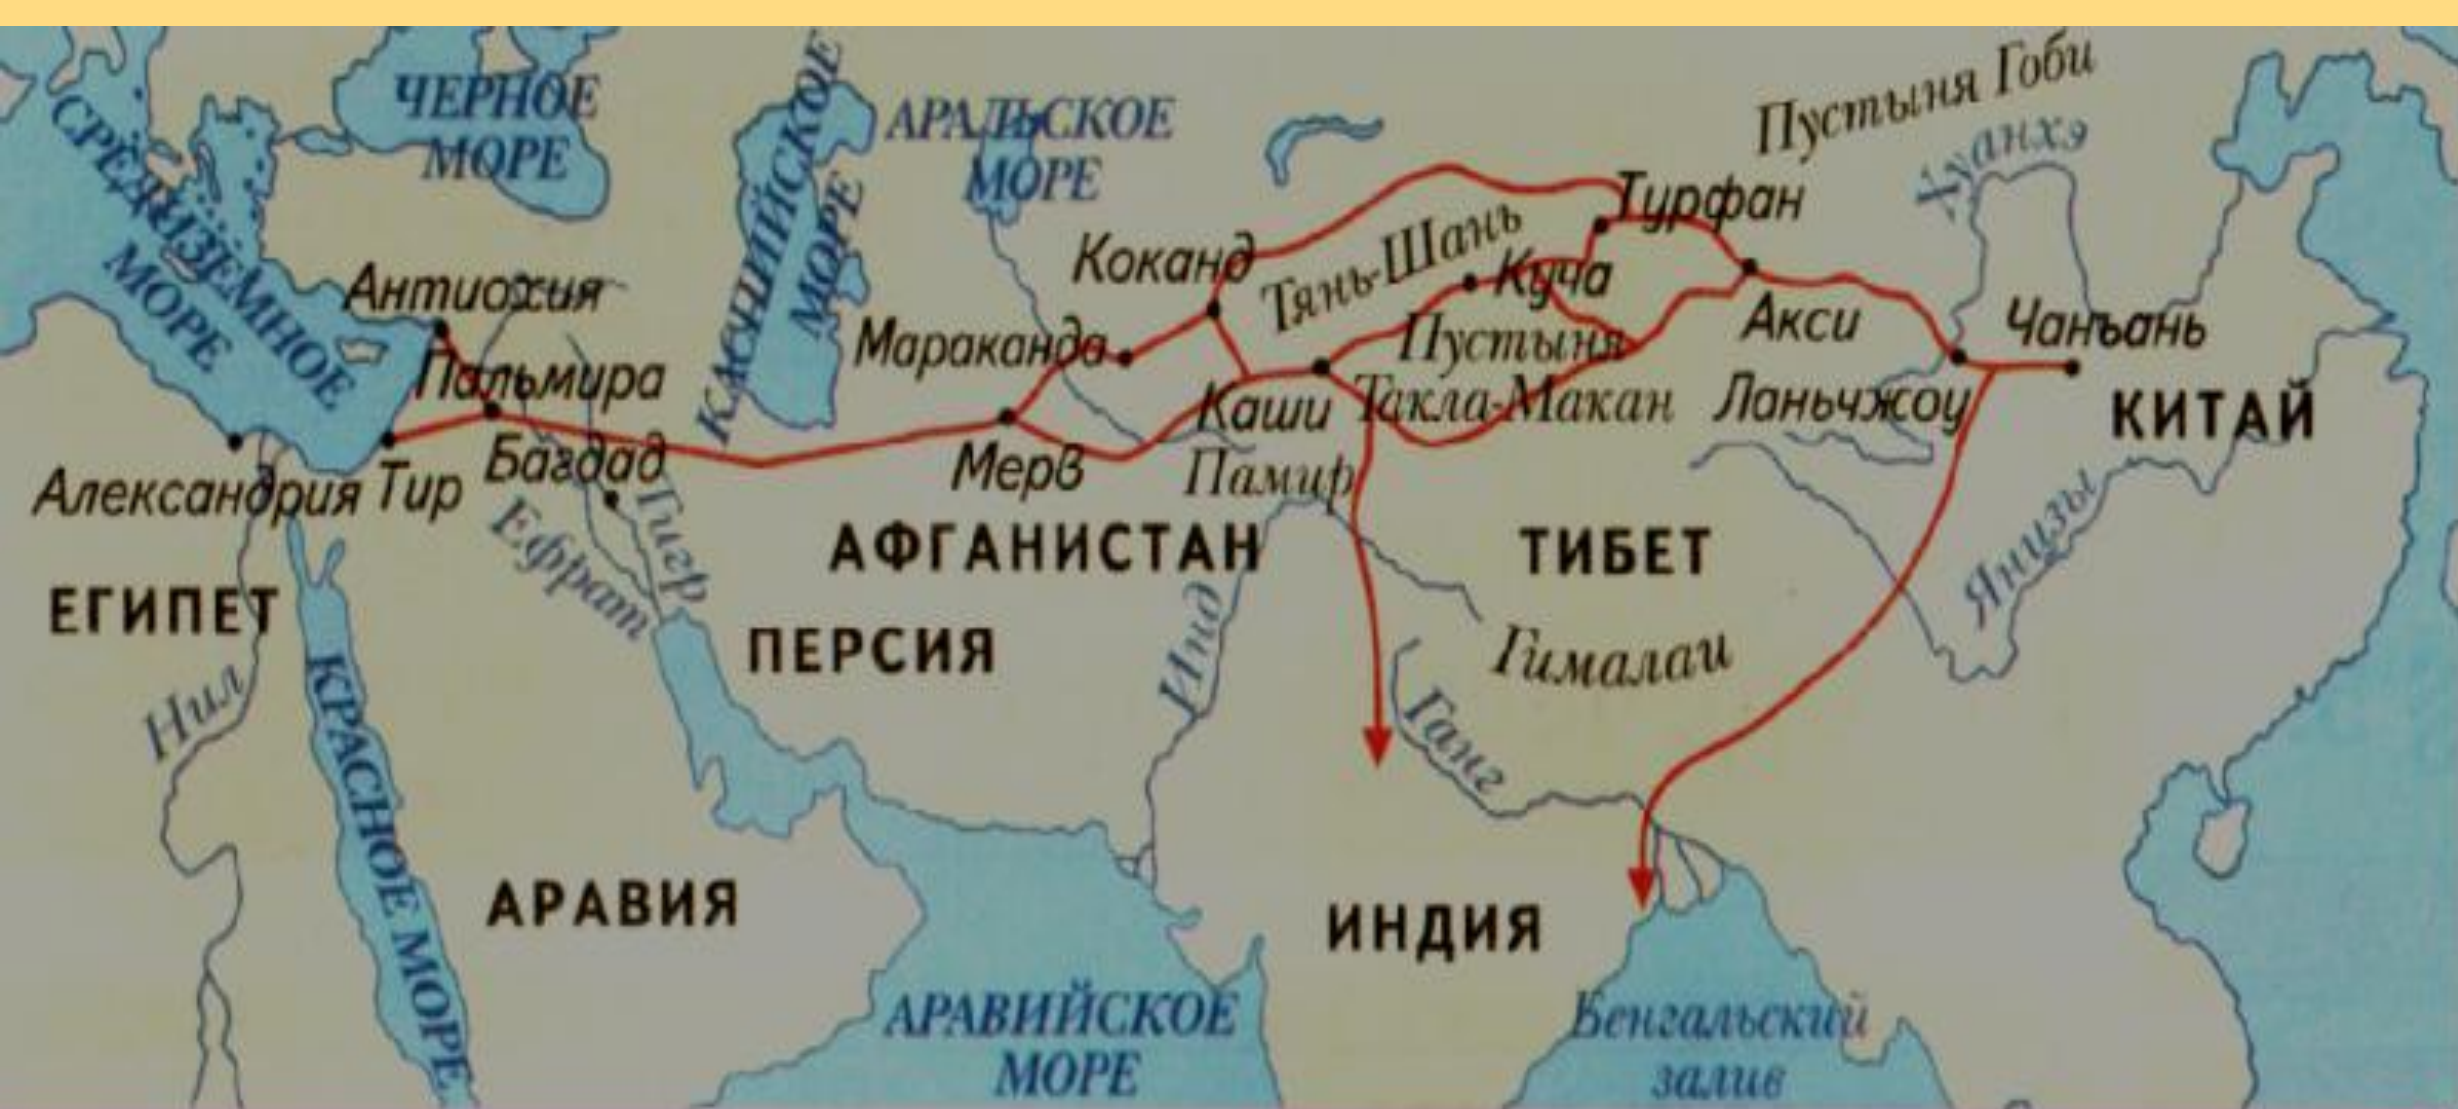 Пустыня Гоби
ЧЕРНОЕ
МОРЕ
АРАЛЬСКОЕ
МОРЕ
СРЕДИЗЕМНОЕ
МОРЕ
КАСПИЙСКОЕ
МОРЕ
Хуанхэ
Турфан
Коканд
Тянь-Шань
Куча
Антиохия
Мараканда
Пустыня
Такла-Макан
Акси
Чанъань
Пальмира
Каши
Ланьчжоу
КИТАЙ
Александрия
Тир
Багдад
Мерв
Памир
Ефрат
Тигр
АФГАНИСТАН
ТИБЕТ
Янцзы
ЕГИПЕТ
ПЕРСИЯ
Инд
Гималаи
Нил
Ганг
КРАСНОЕ МОРЕ
АРАВИЯ
ИНДИЯ
АРАВИЙСКОЕ
МОРЕ
Бенгальский
залив